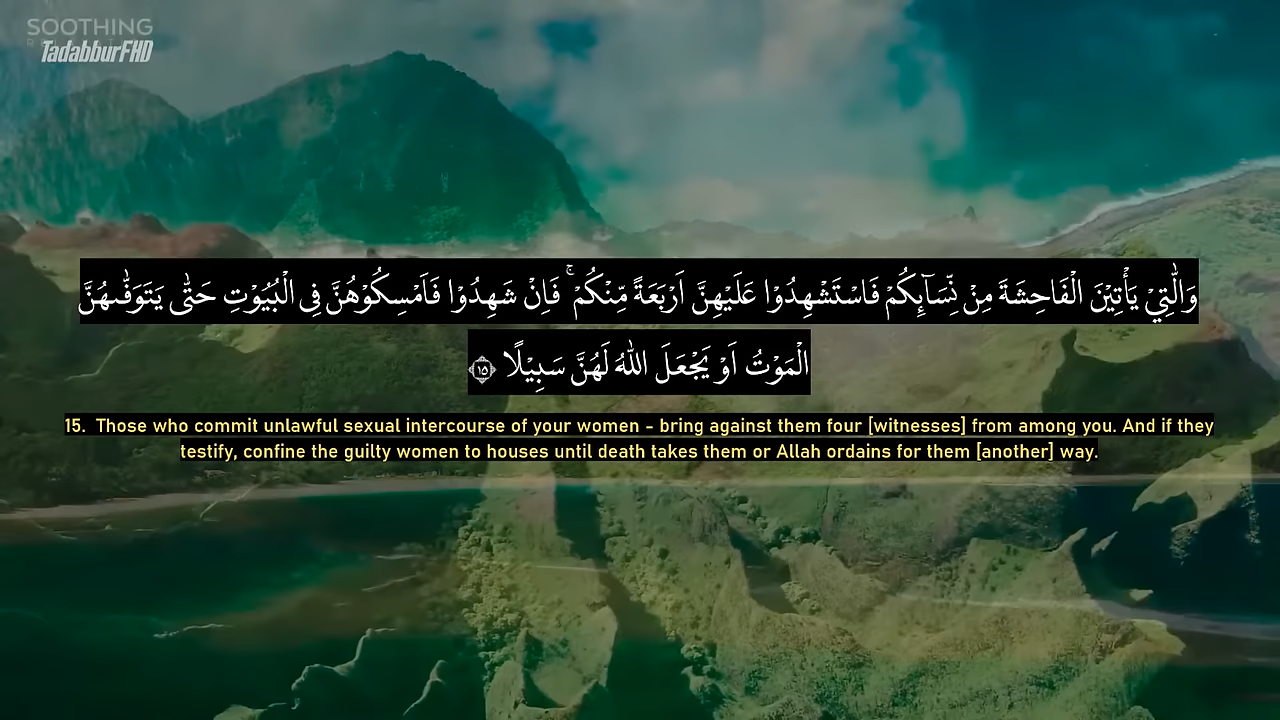 SOOTHING
TadabburFHD
وَالّٰتِيْ يَأْتِيْنَ الْفَاحِشَةَ مِنْ نِّسَآىِٕكُمْ فَاسْتَشْهِدُوْا عَلَيْهِنَّ اَرْبَعَةً مِّنْكُمْ ۚ فَاِنْ شَهِدُوْا فَاَمْسِكُوْهُنَّ فِى الْبُيُوْتِ حَتّٰى يَتَوَفّٰىهُنَّ
الْمَوْتُ اَوْ يَجْعَلَ اللّٰهُ لَهُنَّ سَبِيْلًا ۝١٥
15. Those who commit unlawful sexual intercourse of your women - bring against them four [witnesses] from among you. And if they
testify, confine the guilty women to houses until death takes them or Allah ordains for them [another] way.